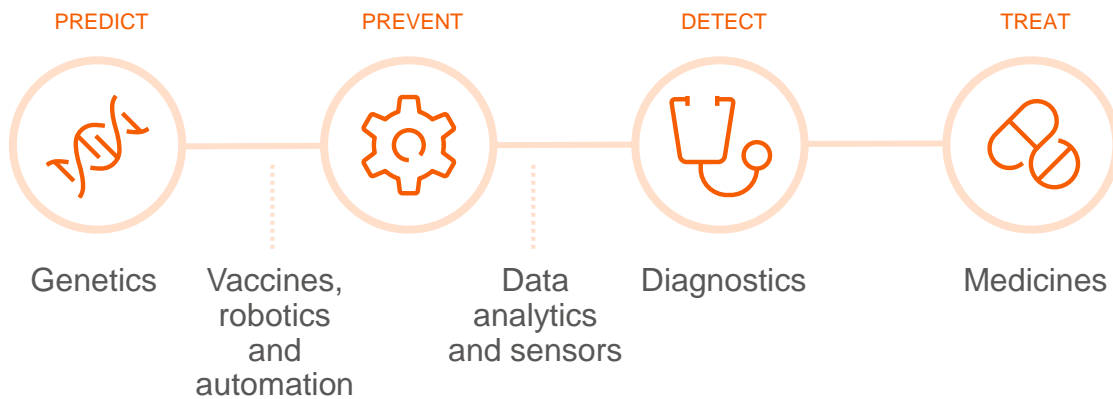 PREDICT
PREVENT
DETECT
TREAT
Genetics
Vaccines,
robotics
and
automation
Data
analytics
and sensors
Diagnostics
Medicines